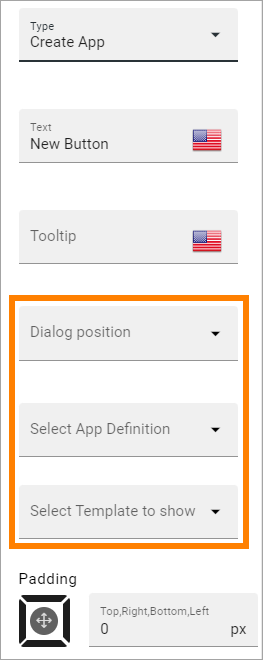 Type
Create App
Text
New Button
Tooltip
Dialog position
Select App Definition
Select Template to show
Padding
Top,Right,Bottom,Left
0 px